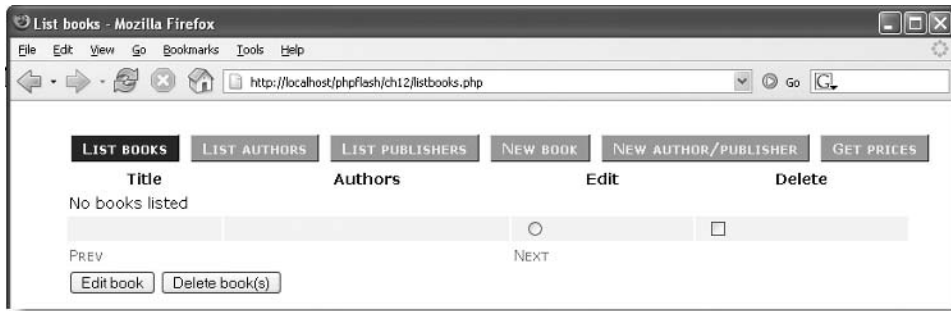 List books - Mozilla Firefox
File Edit View Go Bookmarks Tools Help
http://localhost/phpflash/ch12/listbooks.php Go G
LIST BOOKS LIST AUTHORS LIST PUBLISHERS NEW BOOK NEW AUTHOR/PUBLISHER GET PRICES
Title Authors Edit Delete
No books listed
PREV NEXT
Edit book Delete book(s)